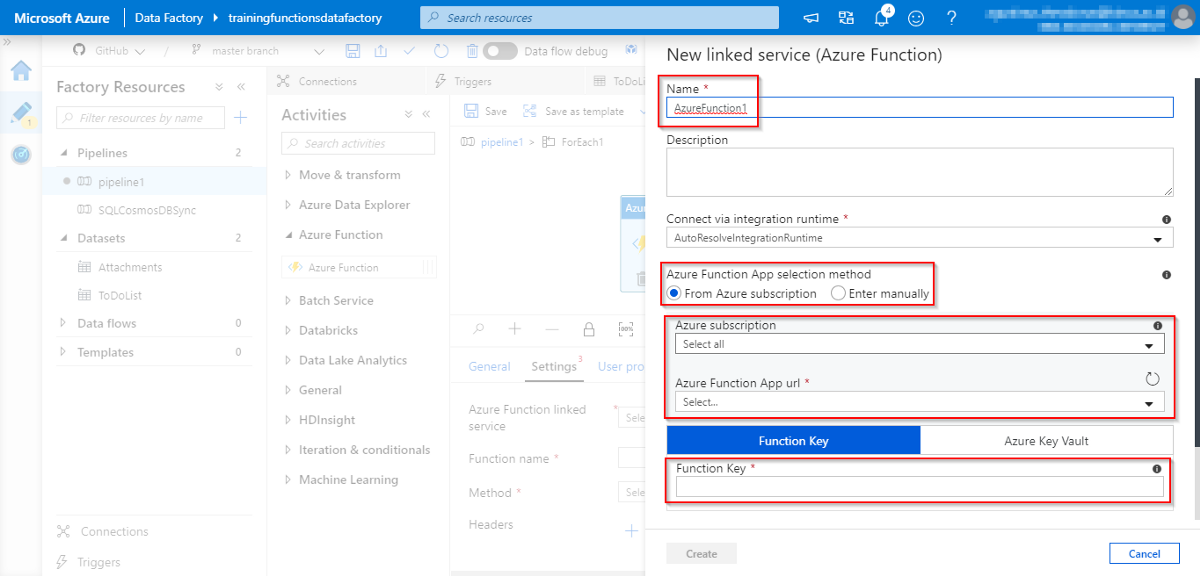 Microsoft Azure
Data Factory
trainingfunctionsdatafactory
Search resources
4
GitHub
master branch
Data flow debug
1
Factory Resources
Filter resources by name
Pipelines 2
pipeline1
SQLCosmosDBSync
Datasets 2
Attachments
ToDoList
Data flows 0
Templates 0
Connections
Triggers
Connections
Triggers
ToDoLi
Activities
Search activities
Move & transform
Azure Data Explorer
Azure Function
Azure Function
Batch Service
Databricks
Data Lake Analytics
General
HDInsight
Iteration & conditionals
Machine Learning
Save
Save as template
pipeline1 > ForEach1
Azu
100%
General
Settings 3
User pro
Azure Function linked service *
Sele
Function name *
Method *
Sele
Headers
New linked service (Azure Function)
Name *
AzureFunction1
Description
Connect via integration runtime *
AutoResolveIntegrationRuntime
Azure Function App selection method
From Azure subscription
Enter manually
Azure subscription
Select all
Azure Function App url *
Select...
Function Key
Azure Key Vault
Function Key *
Create
Cancel